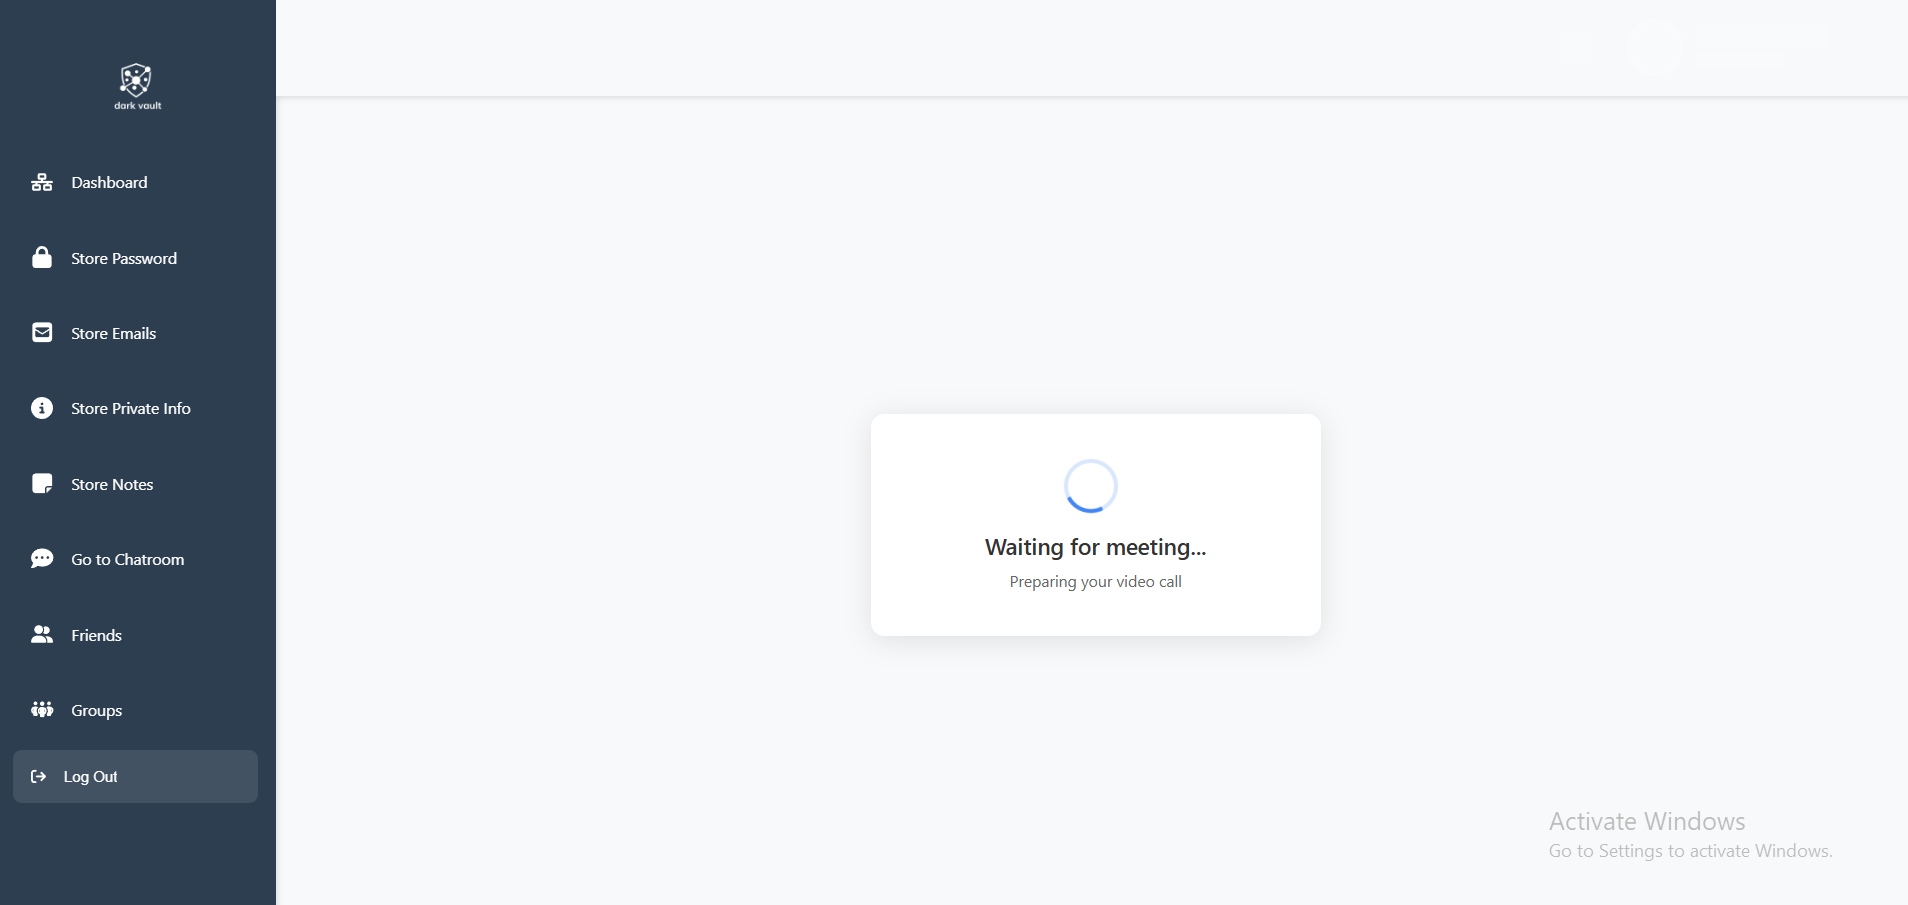 dark vault
Dashboard
Store Password
Store Emails
Store Private Info
Store Notes
Go to Chatroom
Friends
Groups
Log Out
Waiting for meeting...
Preparing your video call
Activate Windows
Go to Settings to activate Windows.